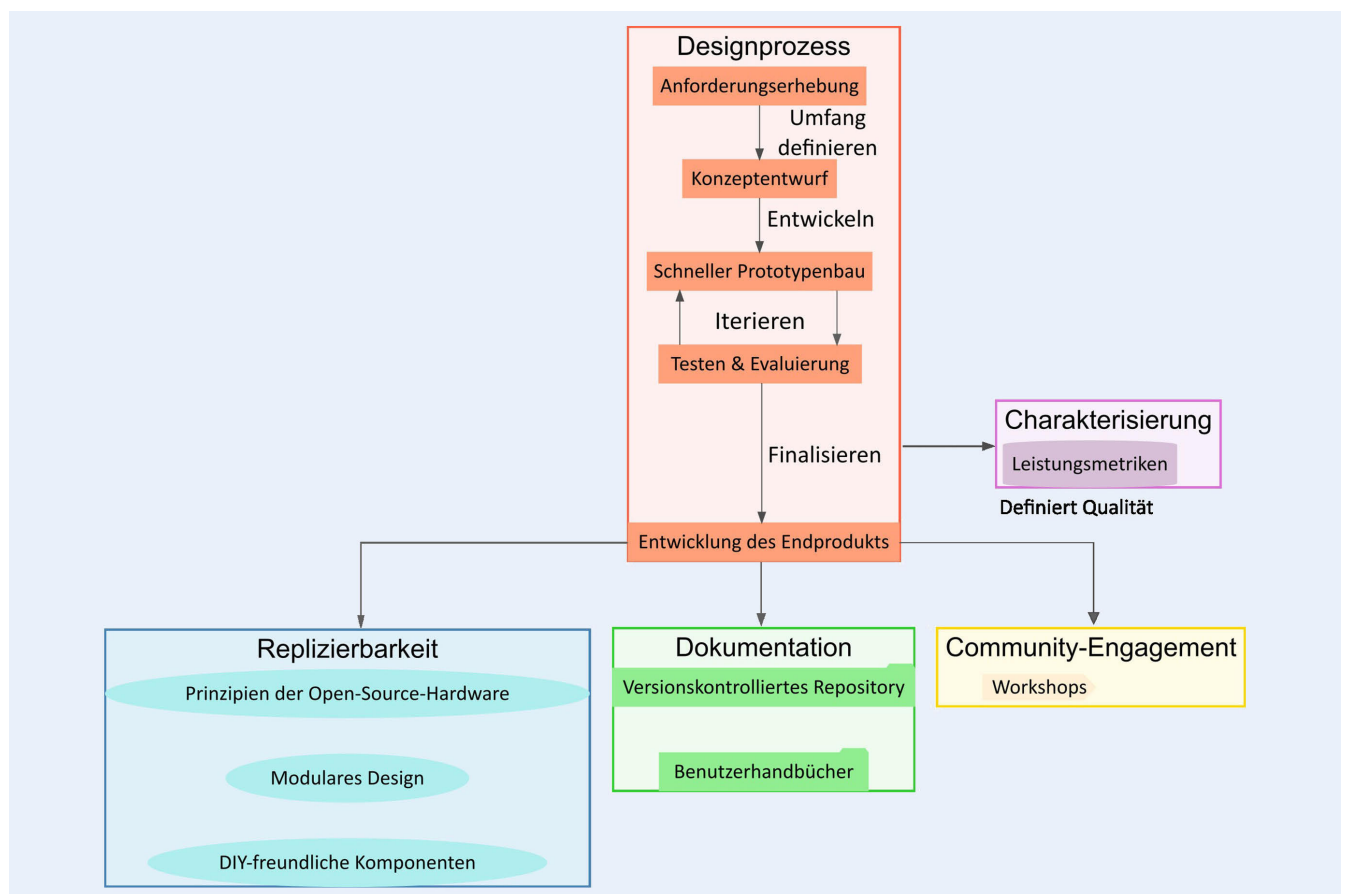 Designprozess
Anforderungserhebung
Umfang
definieren
Konzeptentwurf
Entwickeln
Schneller Prototypenbau
Iterieren
Testen & Evaluierung
Finalisieren
Entwicklung des Endprodukts
Charakterisierung
Leistungsmetriken
Definiert Qualität
Replizierbarkeit
Prinzipien der Open-Source-Hardware
Modulares Design
DIY-freundliche Komponenten
Dokumentation
Versionskontrolliertes Repository
Benutzerhandbücher
Community-Engagement
Workshops